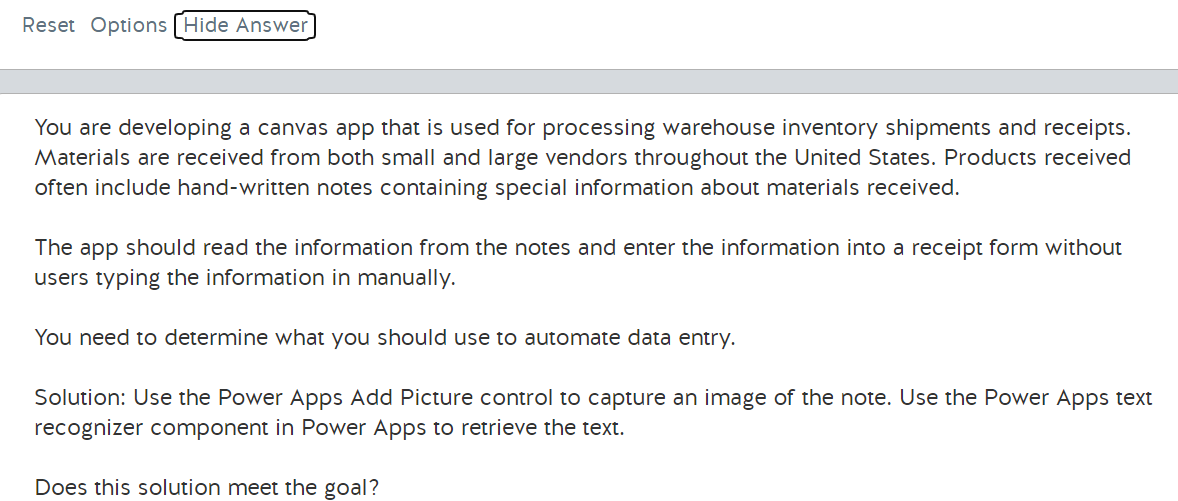 Reset Options Hide Answer
You are developing a canvas app that is used for processing warehouse inventory shipments and receipts.
Materials are received from both small and large vendors throughout the United States. Products received
often include hand-written notes containing special information about materials received.
The app should read the information from the notes and enter the information into a receipt form without
users typing the information in manually.
You need to determine what you should use to automate data entry.
Solution: Use the Power Apps Add Picture control to capture an image of the note. Use the Power Apps text
recognizer component in Power Apps to retrieve the text.
Does this solution meet the goal?